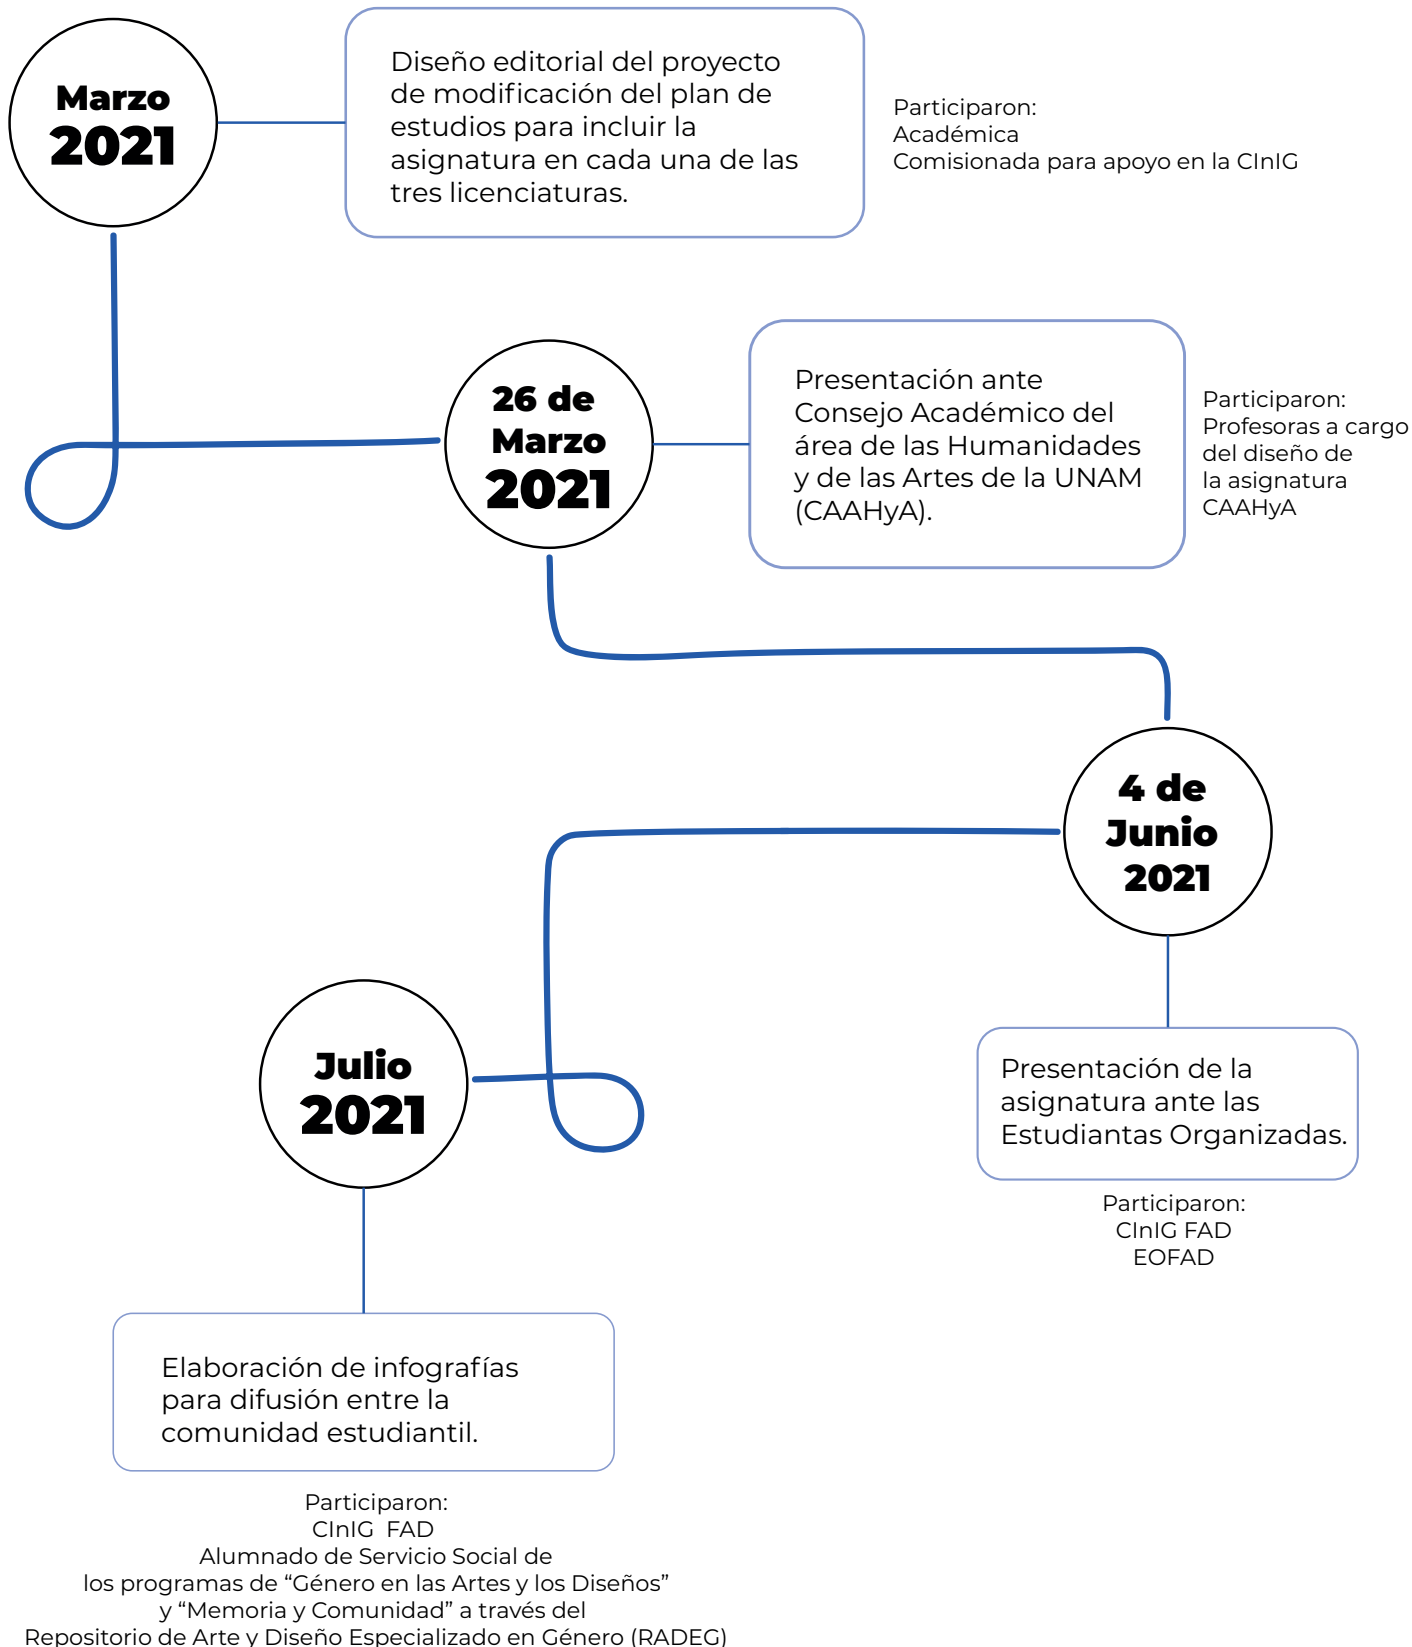 Marzo
2021
Diseño editorial del proyecto
de modificación del plan de
estudios para incluir la
asignatura en cada una de las
tres licenciaturas.
Participaron:
Académica
Comisionada para apoyo en la CInIG
26 de
Marzo
2021
Presentación ante
Consejo Académico del
área de las Humanidades
y de las Artes de la UNAM
(CAAHyA).
Participaron:
Profesoras a cargo
del diseño de
la asignatura
CAAHyA
4 de
Junio
2021
Presentación de la
asignatura ante las
Estudiantas Organizadas.
Participaron:
CInIG FAD
EOFAD
Julio
2021
Elaboración de infografías
para difusión entre la
comunidad estudiantil.
Participaron:
CInIG  FAD
Alumnado de Servicio Social de
los programas de “Género en las Artes y los Diseños”
y “Memoria y Comunidad” a través del
Repositorio de Arte y Diseño Especializado en Género (RADEG)